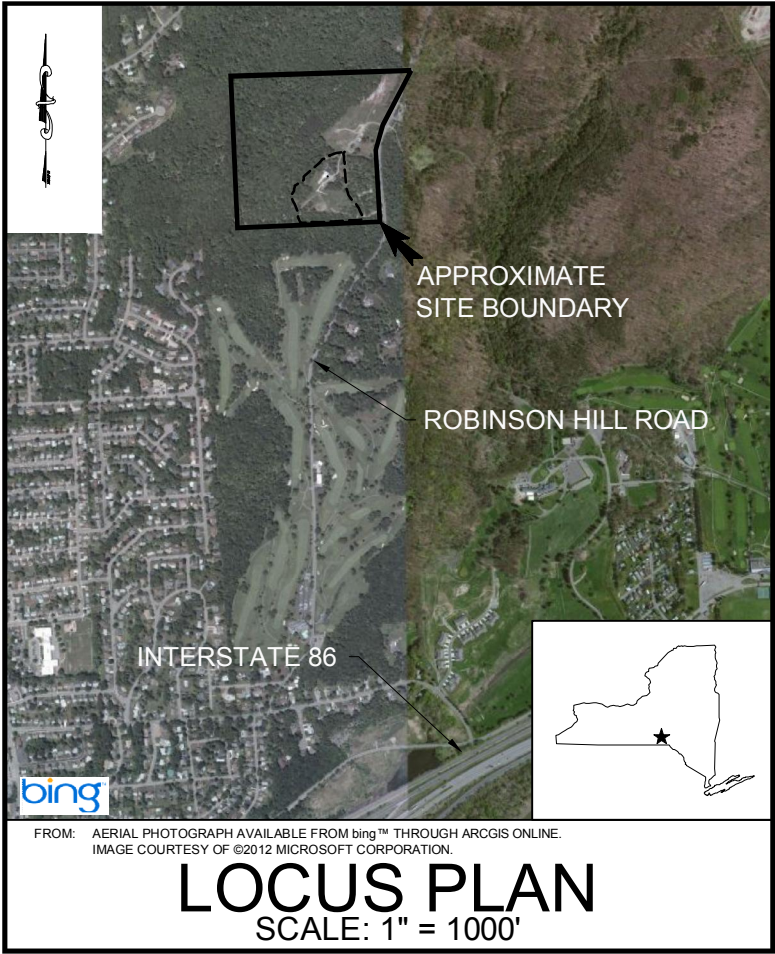 APPROXIMATE
SITE BOUNDARY
ROBINSON HILL ROAD
INTERSTATE 86
bing™
FROM: AERIAL PHOTOGRAPH AVAILABLE FROM bing™ THROUGH ARCGIS ONLINE.
IMAGE COURTESY OF ©2012 MICROSOFT CORPORATION.
LOCUS PLAN
SCALE: 1" = 1000'